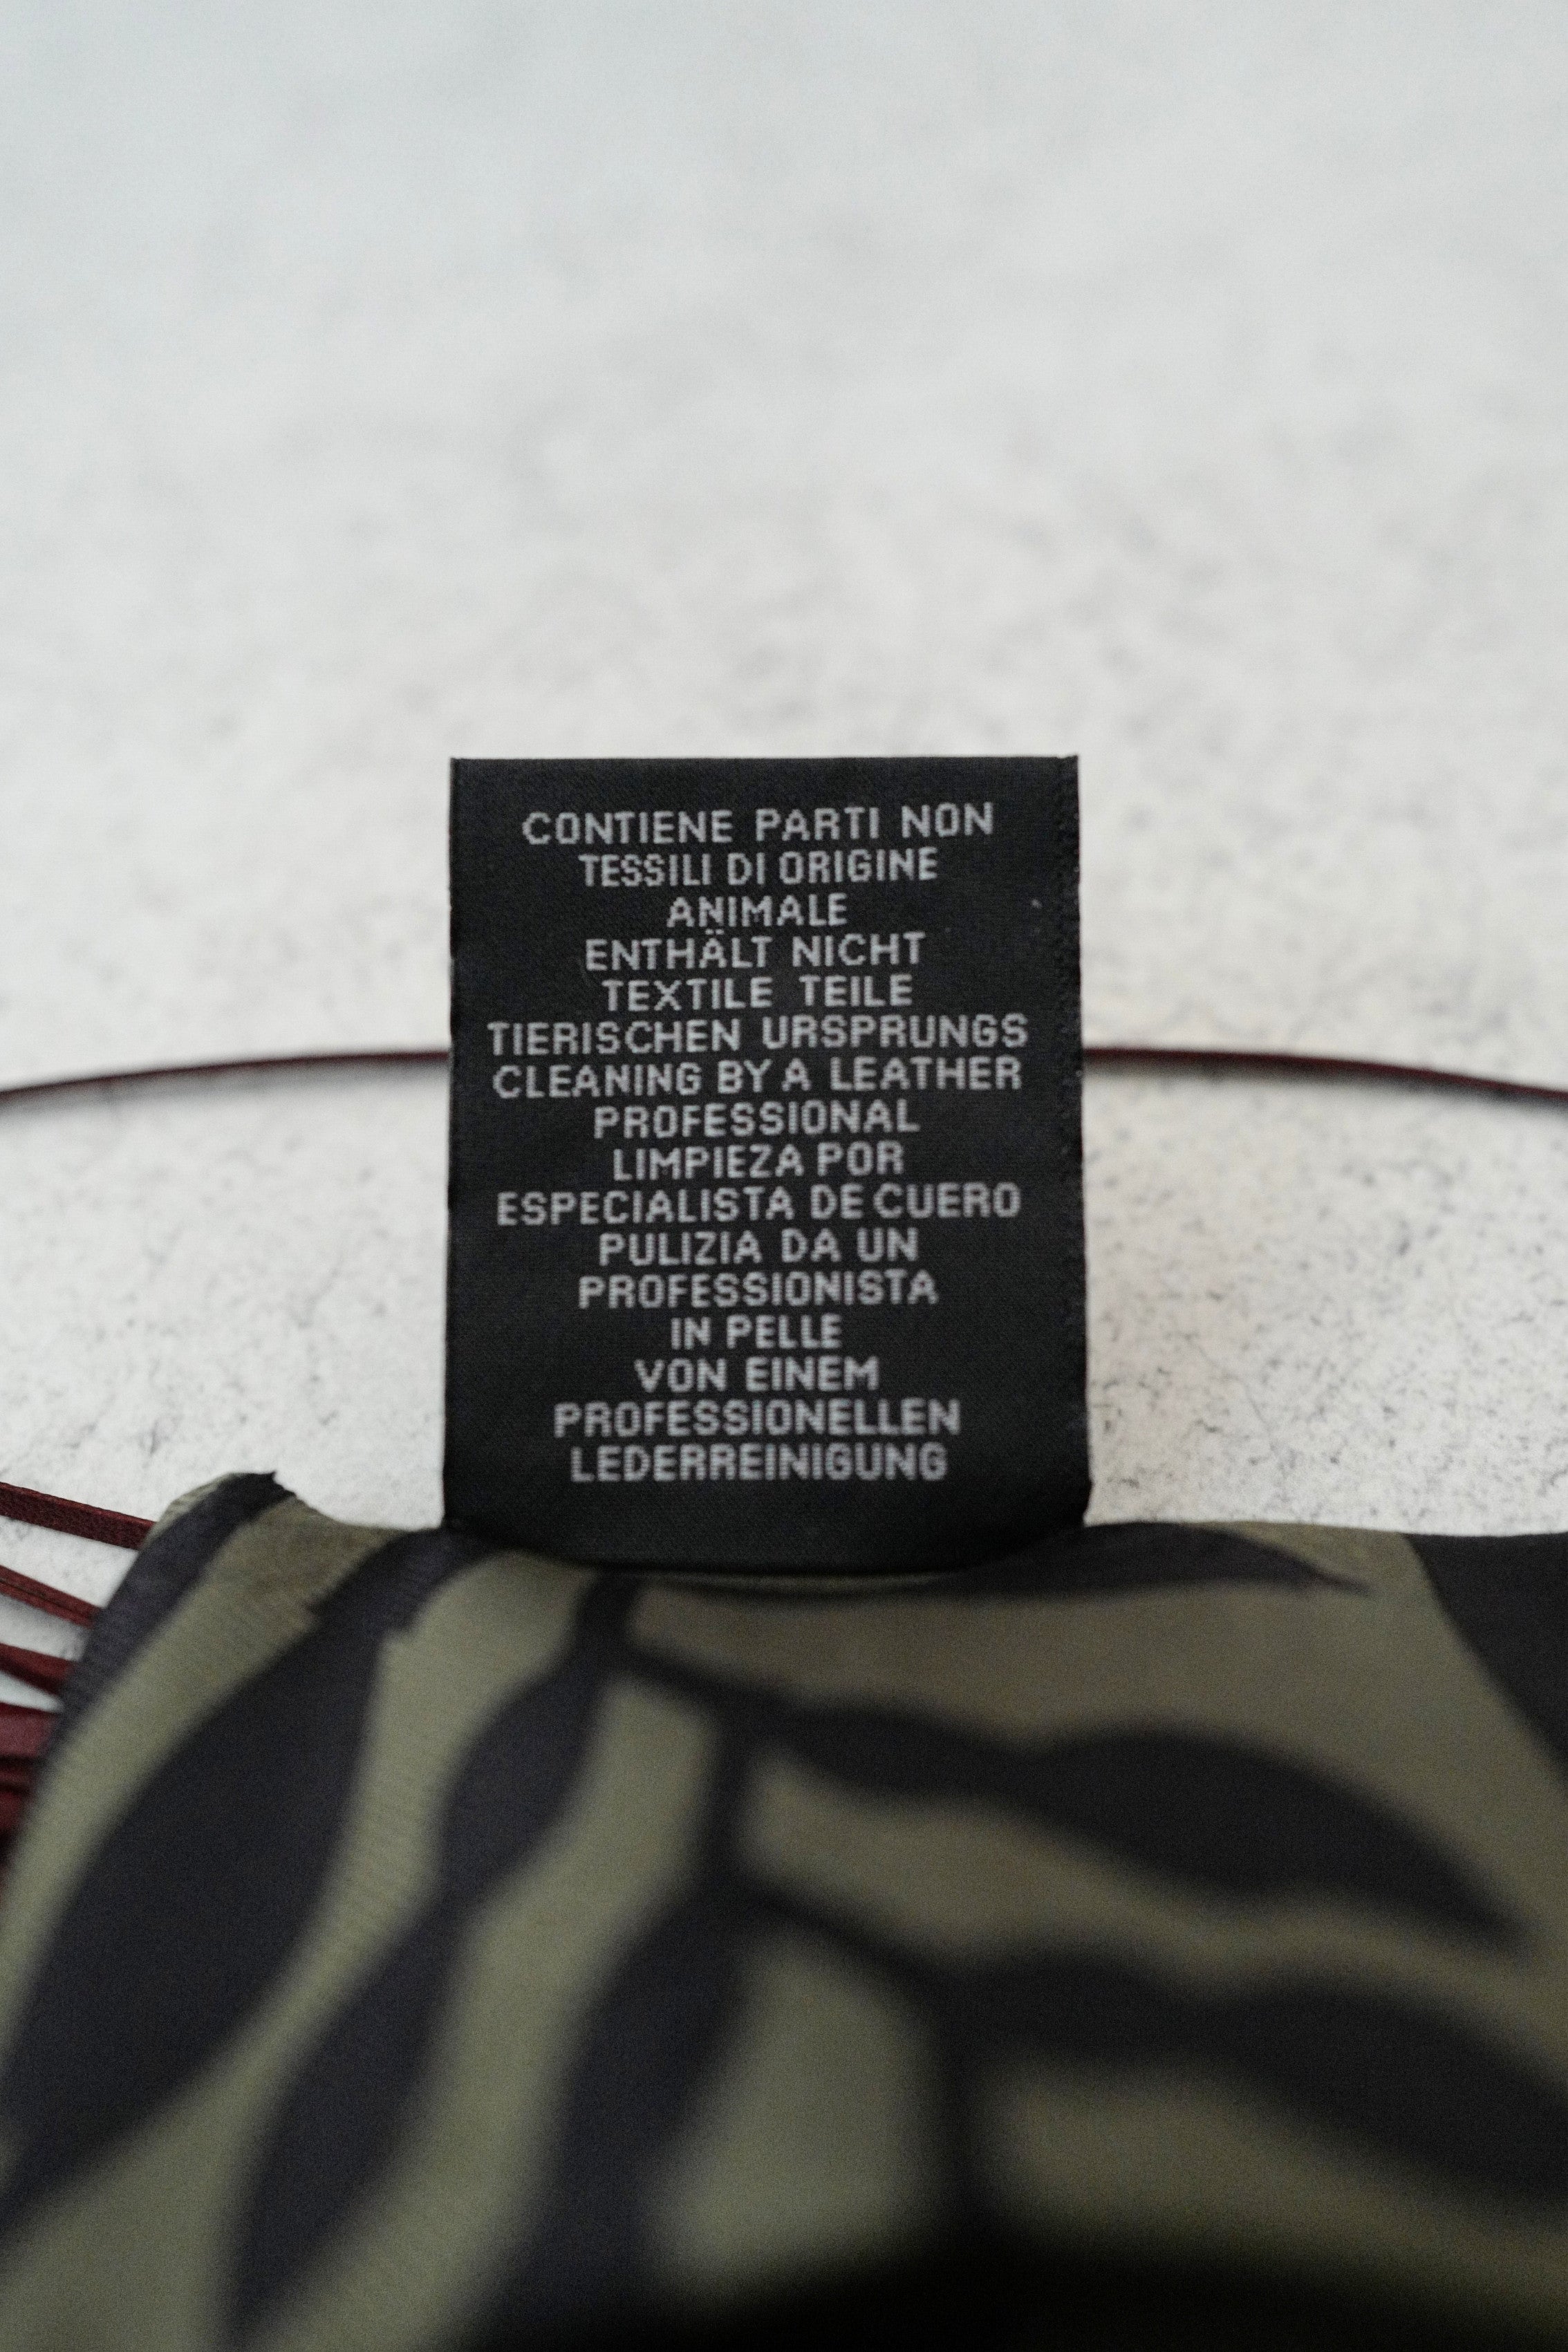 CONTIENE PARTI NON
TESSILI DI ORIGINE
ANIMALE
ENTHÄLT NICHT
TEXTILE TEILE
TIERISCHEN URSPRUNGS
CLEANING BY A LEATHER
PROFESSIONAL
LIMPIEZA POR
ESPECIALISTA DE CUERO
PULIZIA DA UN
PROFESSIONISTA
IN PELLE
VON EINEM
PROFESSIONELLEN
LEDERREINIGUNG